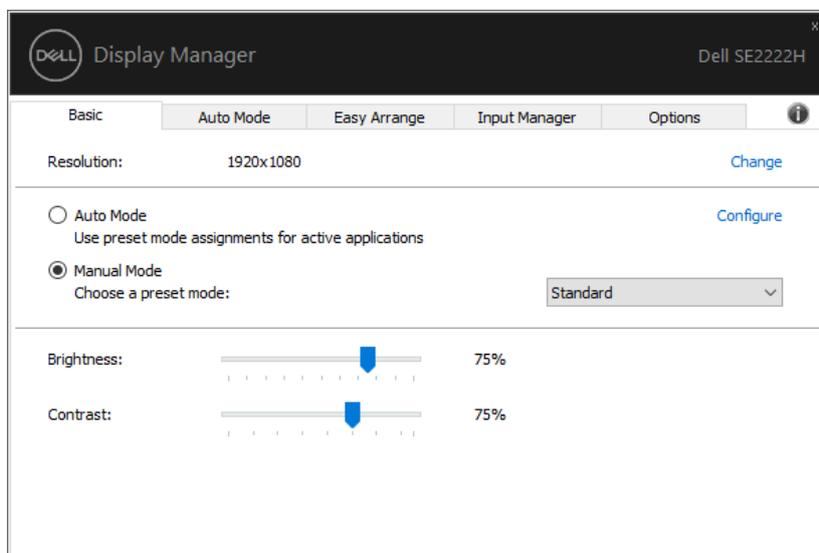 x
DELL Display Manager Dell SE2222H
Basic Auto Mode Easy Arrange Input Manager Options i
Resolution: 1920x1080 Change
Auto Mode Configure
Use preset mode assignments for active applications
Manual Mode
Choose a preset mode: Standard
Brightness: 75%
Contrast: 75%